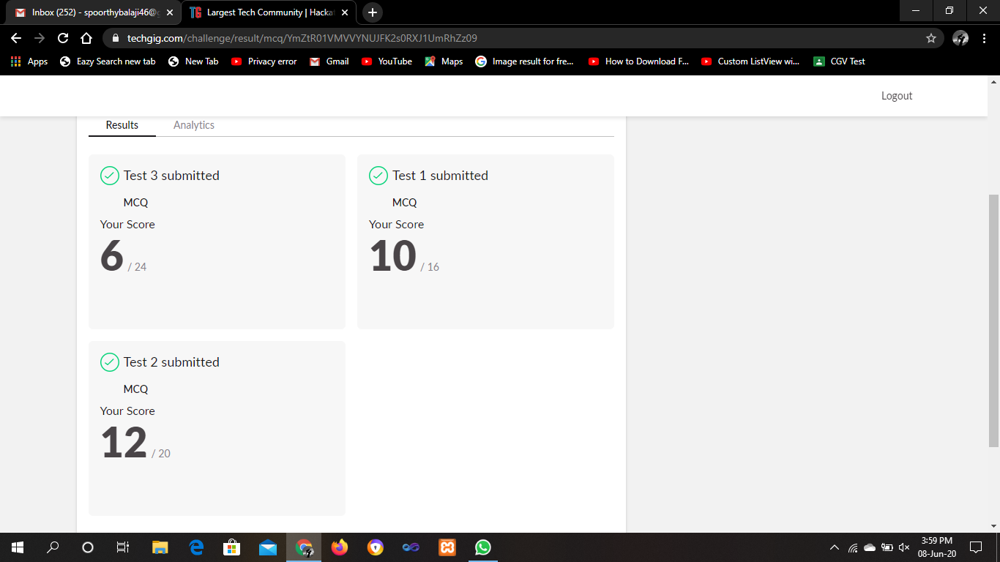 Inbox (252) - spoorthybalaji46@g
Largest Tech Community | Hacka
techgig.com/challenge/result/mcq/YmZtR01VMVVYNUJFK2s0RXJ1UmRhZz09
Apps Eazy Search new tab New Tab Privacy error Gmail YouTube Maps Image result for fre... How to Download F... Custom ListView wi... CGV Test
Logout
Results Analytics
Test 3 submitted
MCQ
Your Score
6 / 24
Test 1 submitted
MCQ
Your Score
10 / 16
Test 2 submitted
MCQ
Your Score
12 / 20
3:59 PM
08-Jun-20